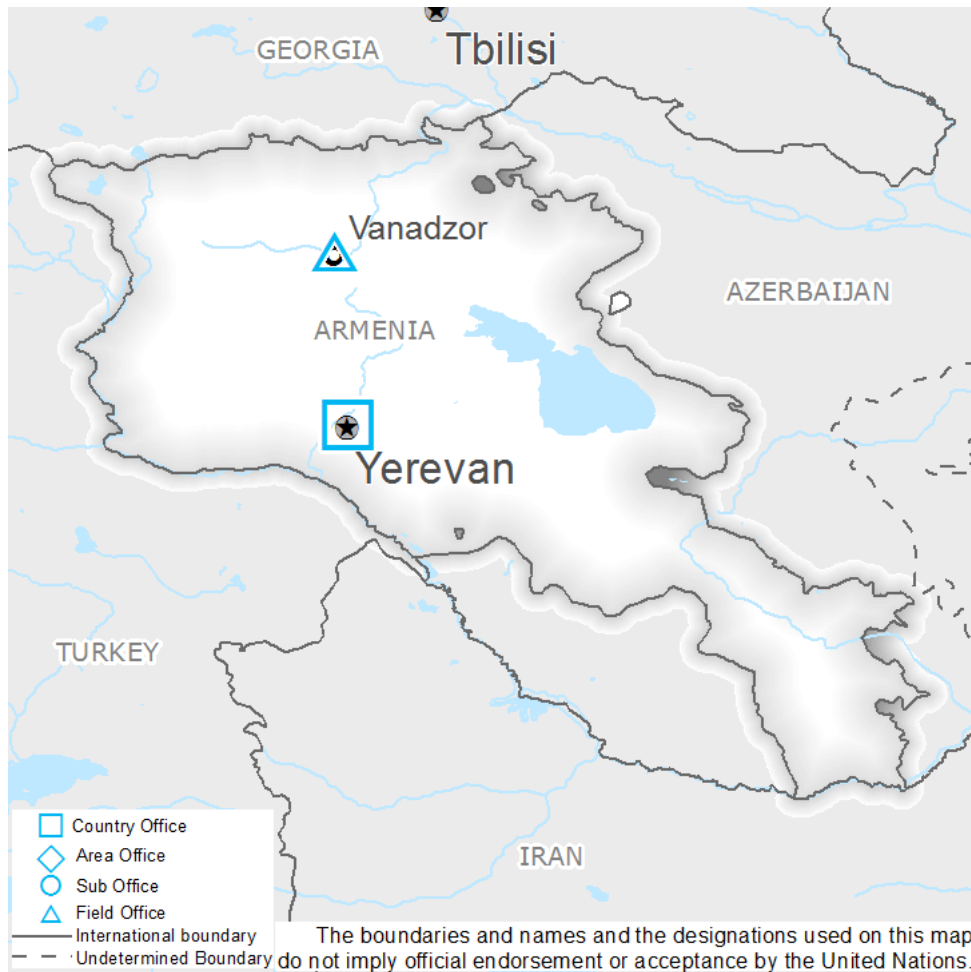 GEORGIA
Tbilisi
Vanadzor
AZERBAIJAN
ARMENIA
Yerevan
TURKEY
IRAN
Country Office
Area Office
Sub Office
Field Office
International boundary
Undetermined Boundary
The boundaries and names and the designations used on this map
do not imply official endorsement or acceptance by the United Nations.